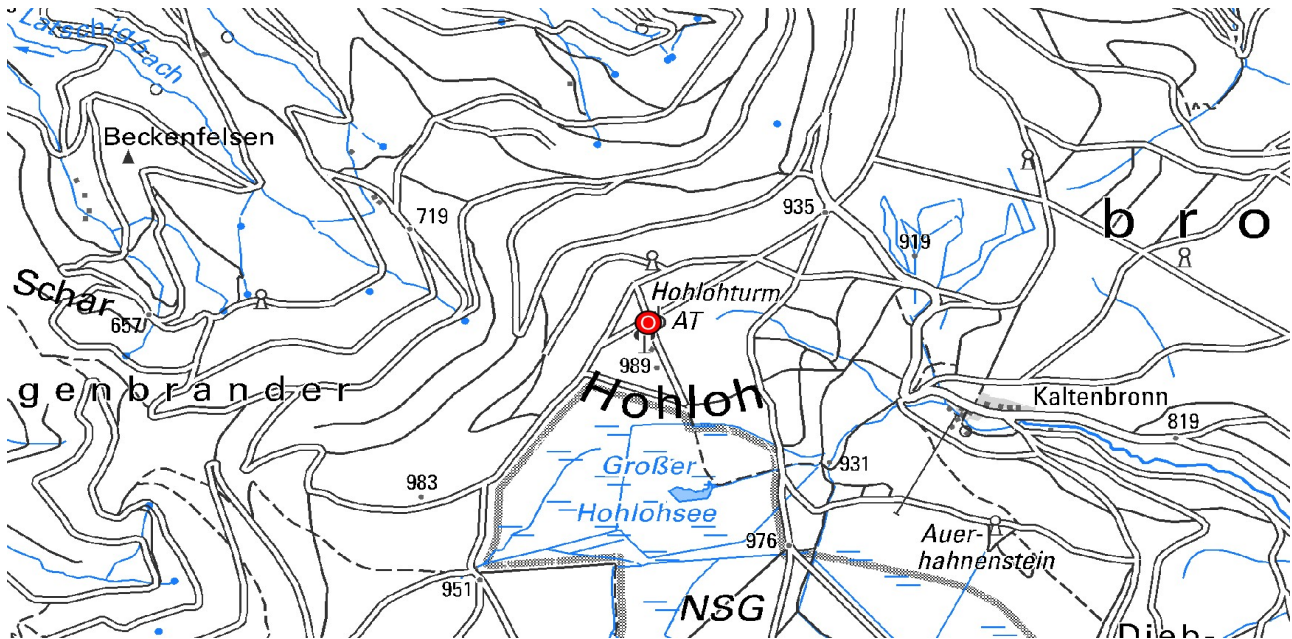 Latschigbach
Beckenfelsen
719
935
919
b r o
Schar
657
Hohlohturm
AT
989
genbrander
Hohloh
Kaltenbronn
819
Großer
Hohlohsee
983
931
976
Auer-
hahnenstein
951
NSG
Dieb-